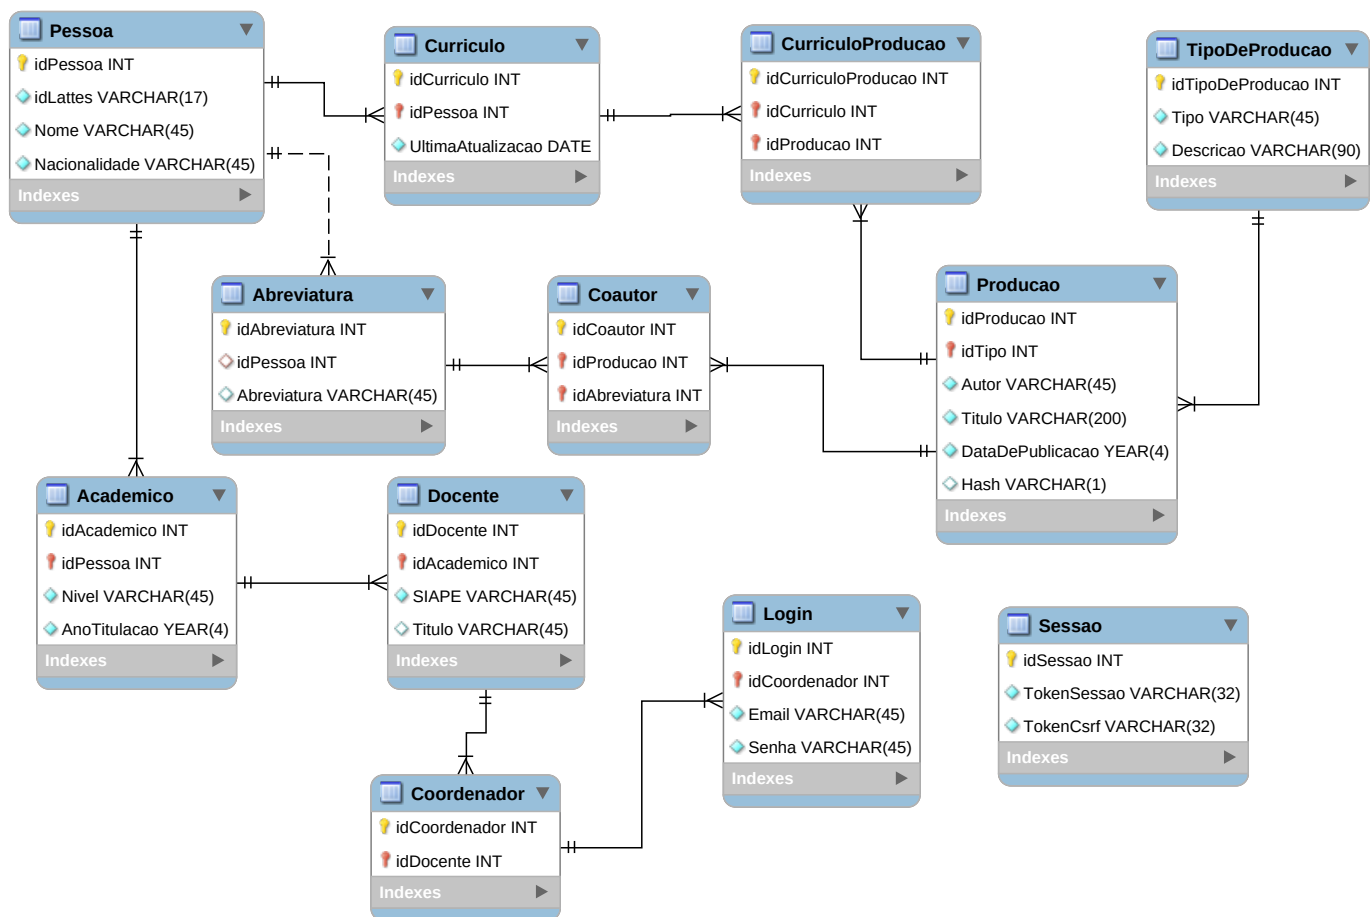 Pessoa
idPessoa INT
idLattes VARCHAR(17)
Nome VARCHAR(45)
Nacionalidade VARCHAR(45)
Indexes
Curriculo
idCurriculo INT
idPessoa INT
UltimaAtualizacao DATE
Indexes
CurriculoProducao
idCurriculoProducao INT
idCurriculo INT
idProducao INT
Indexes
TipoDeProducao
idTipoDeProducao INT
Tipo VARCHAR(45)
Descricao VARCHAR(90)
Indexes
Abreviatura
idAbreviatura INT
idPessoa INT
Abreviatura VARCHAR(45)
Indexes
Coautor
idCoautor INT
idProducao INT
idAbreviatura INT
Indexes
Producao
idProducao INT
idTipo INT
Autor VARCHAR(45)
Titulo VARCHAR(200)
DataDePublicacao YEAR(4)
Hash VARCHAR(1)
Indexes
Academico
idAcademico INT
idPessoa INT
Nivel VARCHAR(45)
AnoTitulacao YEAR(4)
Indexes
Docente
idDocente INT
idAcademico INT
SIAPE VARCHAR(45)
Titulo VARCHAR(45)
Indexes
Login
idLogin INT
idCoordenador INT
Email VARCHAR(45)
Senha VARCHAR(45)
Indexes
Sessao
idSessao INT
TokenSessao VARCHAR(32)
TokenCsrf VARCHAR(32)
Indexes
Coordenador
idCoordenador INT
idDocente INT
Indexes